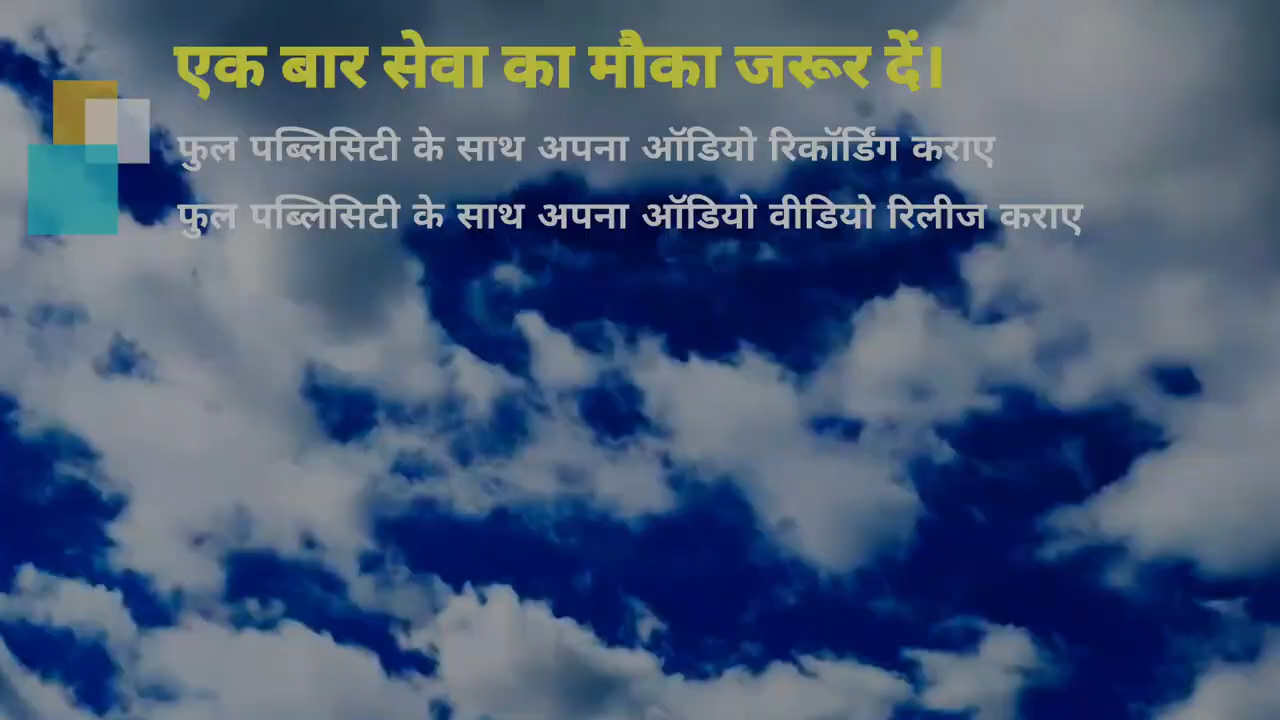 एक बार सेवा का मौका जरूर दें।
फुल पब्लिसिटी के साथ अपना ऑडियो रिकॉर्डिंग कराए
फुल पब्लिसिटी के साथ अपना ऑडियो वीडियो रिलीज कराए